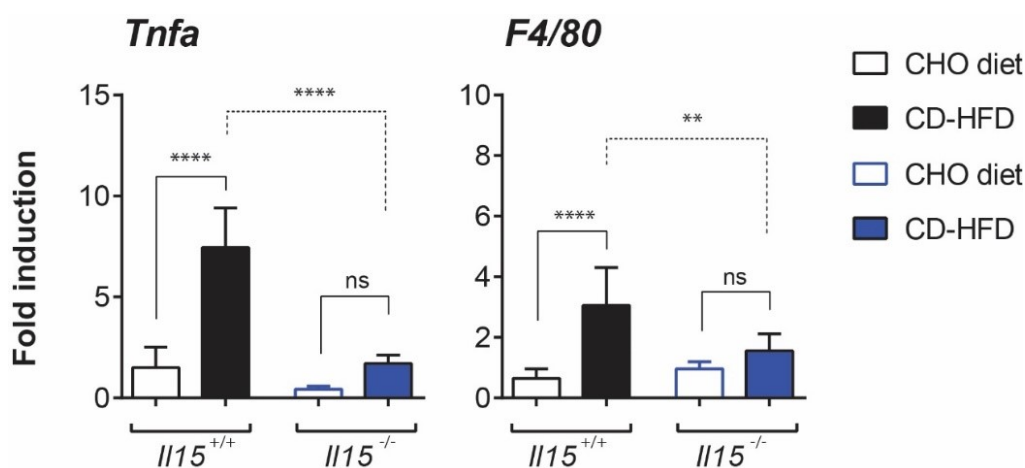 Tnfa
F4/80
Fold induction
15
10
5
0
****
****
ns
Il15 +/+
Il15 -/-
10
8
6
4
2
0
****
**
ns
Il15 +/+
Il15 -/-
CHO diet
CD-HFD
CHO diet
CD-HFD